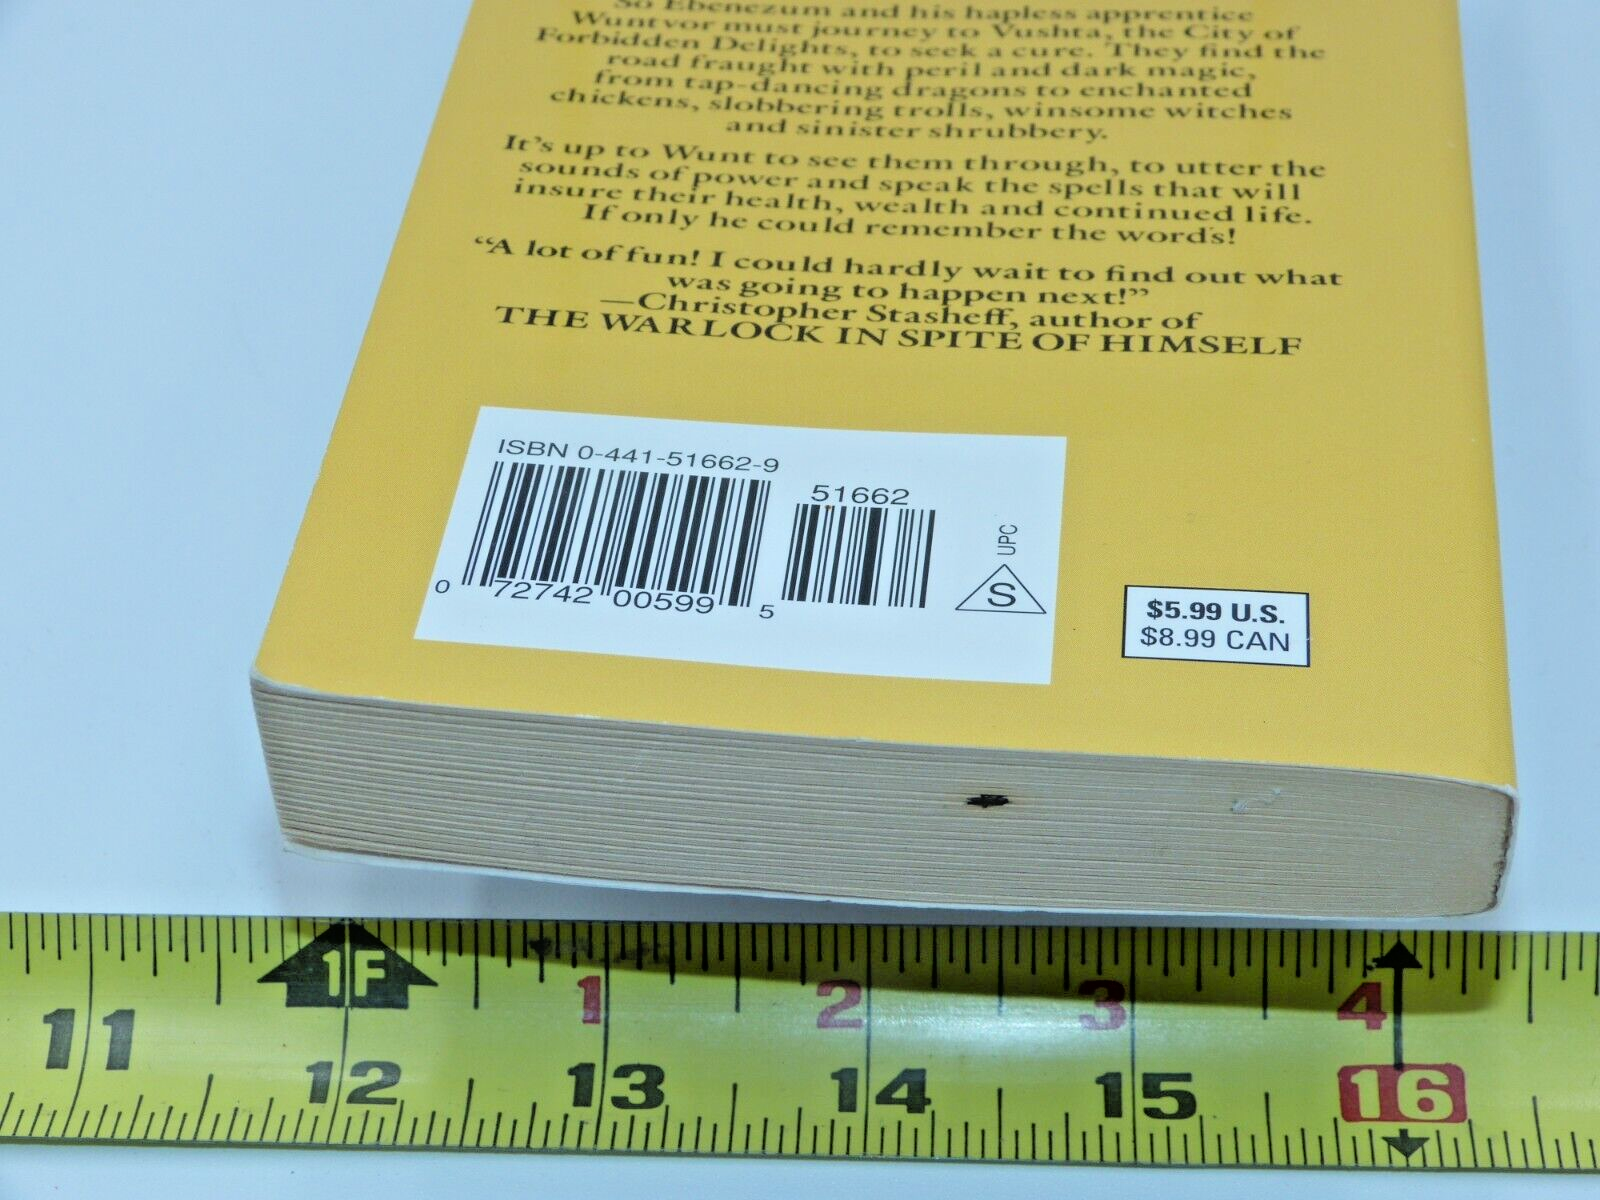 So Ebenezum and his hapless apprentice
Wuntvor must journey to Vushta, the City of
Forbidden Delights, to seek a cure. They find the
road fraught with peril and dark magic,
from tap-dancing dragons to enchanted
chickens, slobbering trolls, winsome witches
and sinister shrubbery.
It's up to Wunt to see them through, to utter the
sounds of power and speak the spells that will
insure their health, wealth and continued life.
If only he could remember the words!
“A lot of fun! I could hardly wait to find out what
was going to happen next!”
—Christopher Stasheff, author of
THE WARLOCK IN SPITE OF HIMSELF
ISBN 0-441-51662-9
51662
0 72742 00599 5
UPC
S
$5.99 U.S.
$8.99 CAN
1F 1 2 3 4
11 12 13 14 15 16